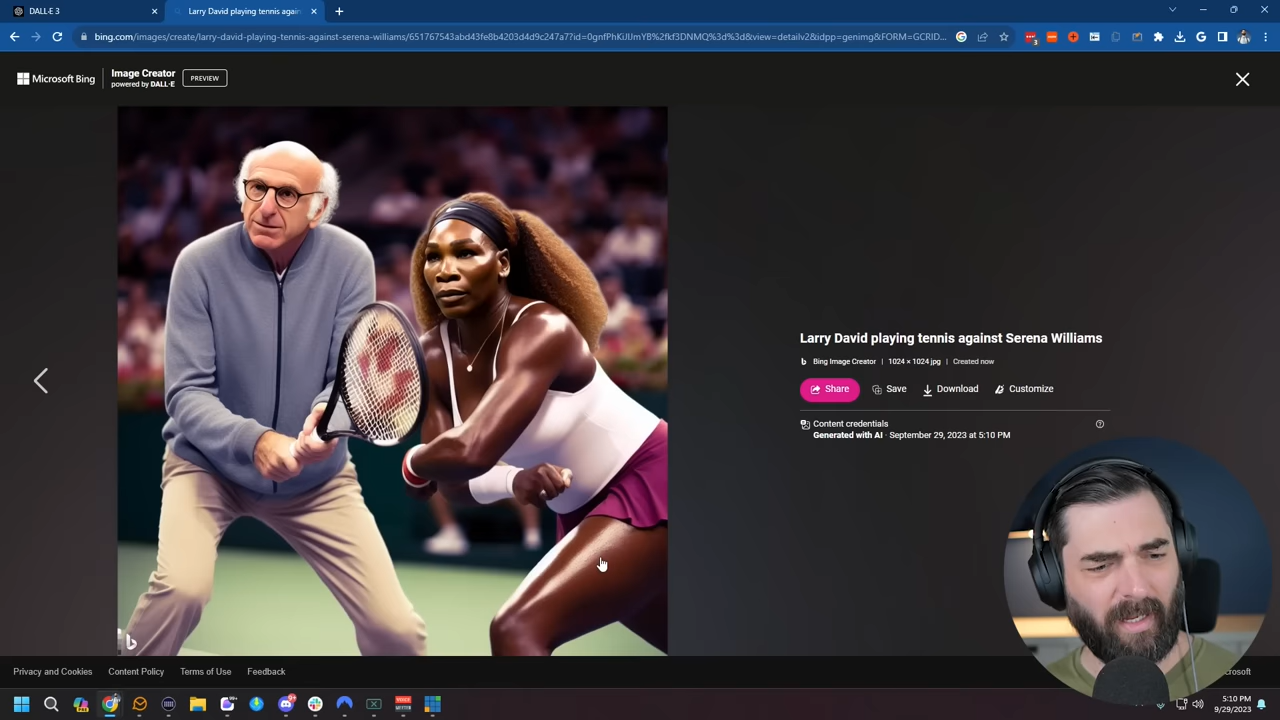 DALL·E 3
Larry David playing tennis again
bing.com/images/create/larry-david-playing-tennis-against-serena-williams/651767543abd43fe8b4203d4d9c247a7?id=0gnfPhKiJIJmYB%2fkf3DNMQ%3d%3d&view=detailv2&idpp=genimg&FORM=GCRID...
Microsoft Bing
Image Creator
powered by DALL·E
PREVIEW
Larry David playing tennis against Serena Williams
Bing Image Creator | 1024 × 1024 jpg | Created now
Share
Save
Download
Customize
Content credentials
Generated with AI · September 29, 2023 at 5:10 PM
Privacy and Cookies
Content Policy
Terms of Use
Feedback
5:10 PM
9/29/2023